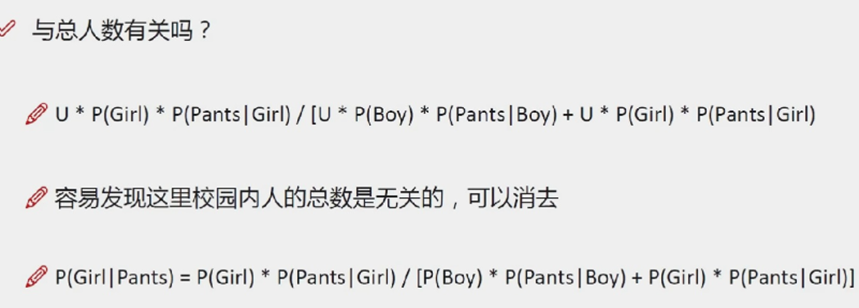 与总人数有关吗？
U * P(Girl) * P(Pants|Girl) / [U * P(Boy) * P(Pants|Boy) + U * P(Girl) * P(Pants|Girl)
容易发现这里校园内人的总数是无关的，可以消去
P(Girl|Pants) = P(Girl) * P(Pants|Girl) / [P(Boy) * P(Pants|Boy) + P(Girl) * P(Pants|Girl)]